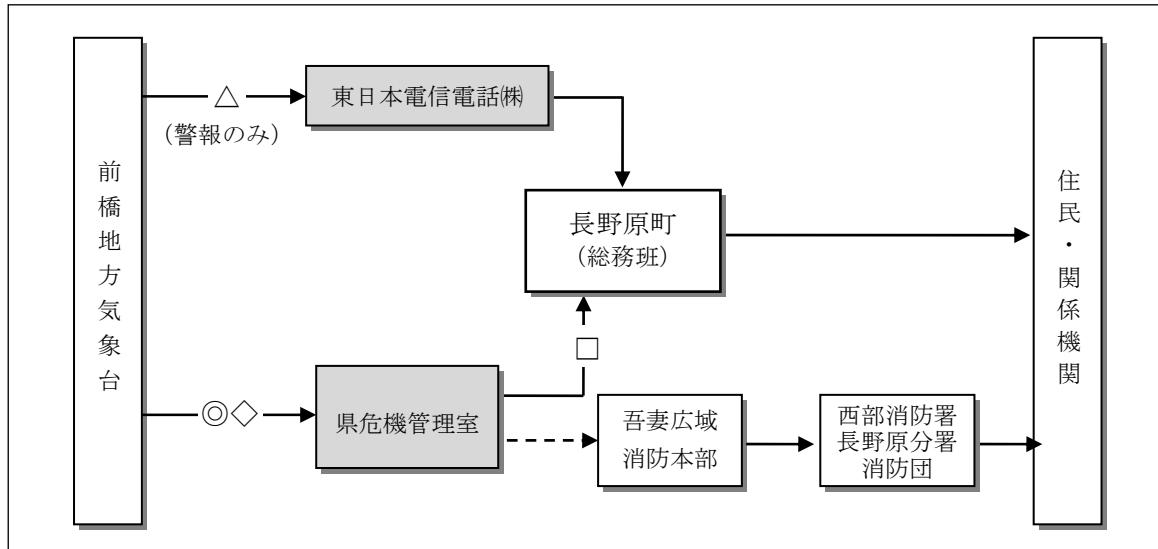 前橋地方気象台
△
(警報のみ)
東日本電信電話㈱
長野原町
(総務班)
□
◎◇
県危機管理室
吾妻広域
消防本部
西部消防署
長野原分署
消防団
住民・関係機関